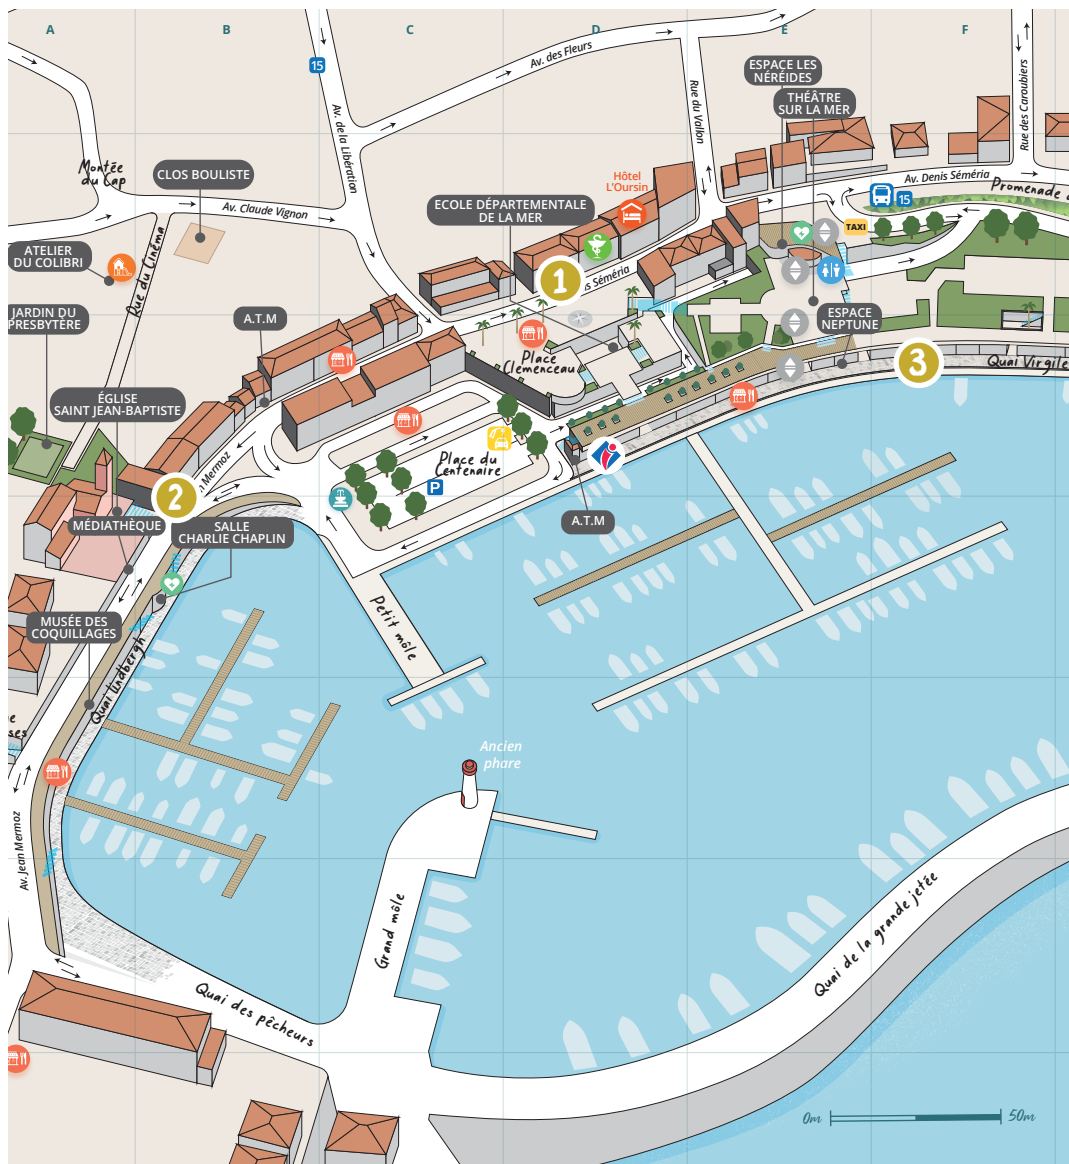 A
B
C
D
E
F
15
Av. des Fleurs
ESPACE LES
NÉRÉIDES
THÉÂTRE
SUR LA MER
Rue du Vallon
Rue des Caroubiers
Av. de la Libération
Montée
du Cap
CLOS BOULISTE
Av. Claude Vignon
Hôtel
L'Oursin
ECOLE DÉPARTEMENTALE
DE LA MER
Av. Denis Séméria
15
Promenade
TAXI
ATELIER
DU COLIBRI
Rue du Cinéma
1
Séméria
JARDIN DU
PRESBYTÈRE
A.T.M
ESPACE
NEPTUNE
Place
Clemenceau
3
Quai Virgile
ÉGLISE
SAINT JEAN-BAPTISTE
Mermoz
Place du
Centenaire
P
2
MÉDIATHÈQUE
SALLE
CHARLIE CHAPLIN
A.T.M
MUSÉE DES
COQUILLAGES
Petit môle
Quai Lindbergh
Ancien
phare
Av. Jean Mermoz
Grand môle
Quai de la grande jetée
Quai des pêcheurs
0m
50m